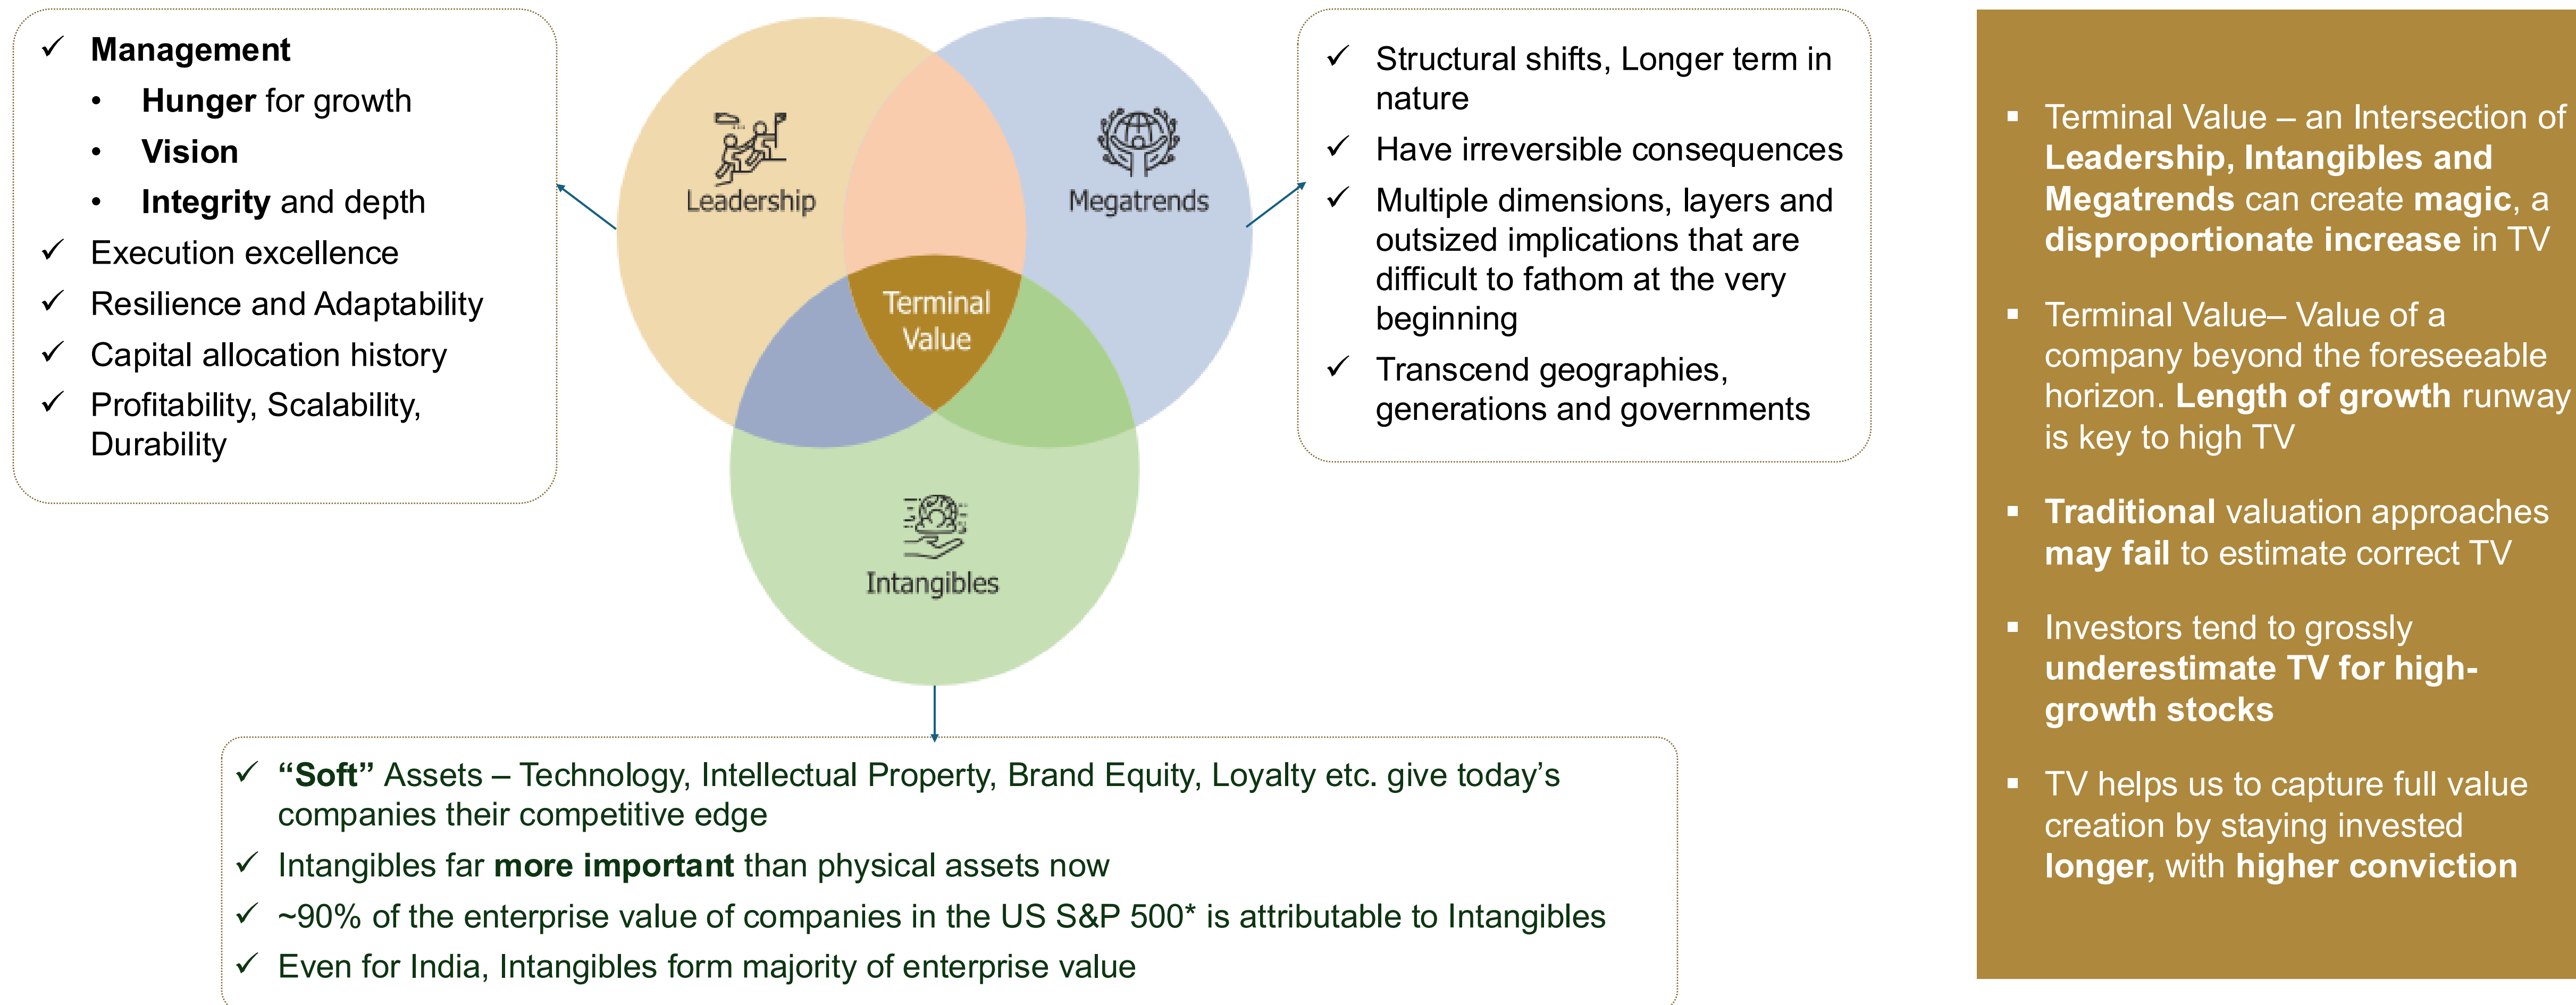 ✓ Management
• Hunger for growth
• Vision
• Integrity and depth
✓ Execution excellence
✓ Resilience and Adaptability
✓ Capital allocation history
✓ Profitability, Scalability,
Durability
Leadership
Megatrends
Terminal
Value
Intangibles
✓ Structural shifts, Longer term in
nature
✓ Have irreversible consequences
✓ Multiple dimensions, layers and
outsized implications that are
difficult to fathom at the very
beginning
✓ Transcend geographies,
generations and governments
✓ “Soft” Assets – Technology, Intellectual Property, Brand Equity, Loyalty etc. give today’s
companies their competitive edge
✓ Intangibles far more important than physical assets now
✓ ~90% of the enterprise value of companies in the US S&P 500* is attributable to Intangibles
✓ Even for India, Intangibles form majority of enterprise value
▪ Terminal Value – an Intersection of
Leadership, Intangibles and
Megatrends can create magic, a
disproportionate increase in TV
▪ Terminal Value– Value of a
company beyond the foreseeable
horizon. Length of growth runway
is key to high TV
▪ Traditional valuation approaches
may fail to estimate correct TV
▪ Investors tend to grossly
underestimate TV for high-
growth stocks
▪ TV helps us to capture full value
creation by staying invested
longer, with higher conviction